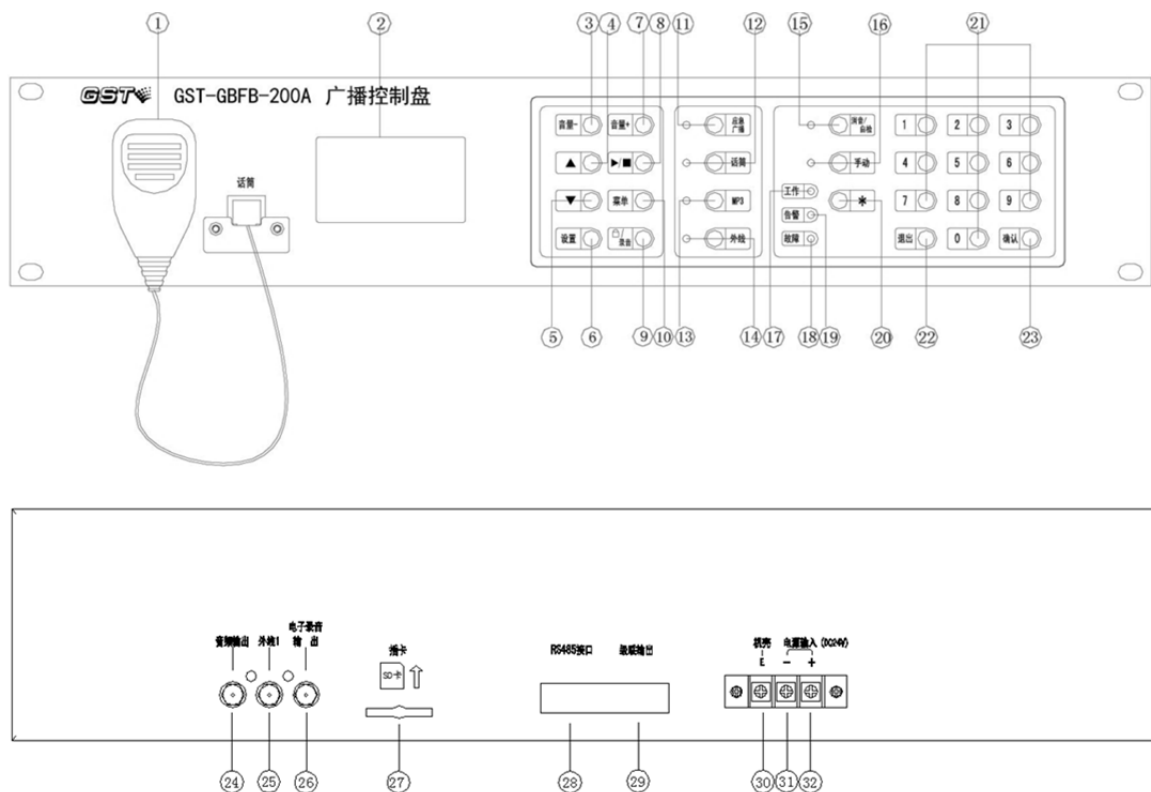 ① ② ③ ④ ⑦ ⑧ ⑪ ⑫ ⑮ ⑯ ㉑
GST GST-GBFB-200A 广播控制盘
音量- 音量+ 应急广播 消音/自检 1 2 3
▲ ▶/■ 话筒 手动 4 5 6
话筒
▼ 菜单 MP3 工作 * 7 8 9
告警
设置 录音 外线 故障 退出 0 确认
⑤ ⑥ ⑨ ⑩ ⑬ ⑭ ⑰ ⑱ ⑲ ⑳ ㉒ ㉓
电子录音
音频输出 外线1 输 出 插卡 RS485接口 级联输出 机壳 电源输入 (DC24V)
SD卡 E - +
㉔ ㉕ ㉖ ㉗ ㉘ ㉙ ㉚ ㉛ ㉜